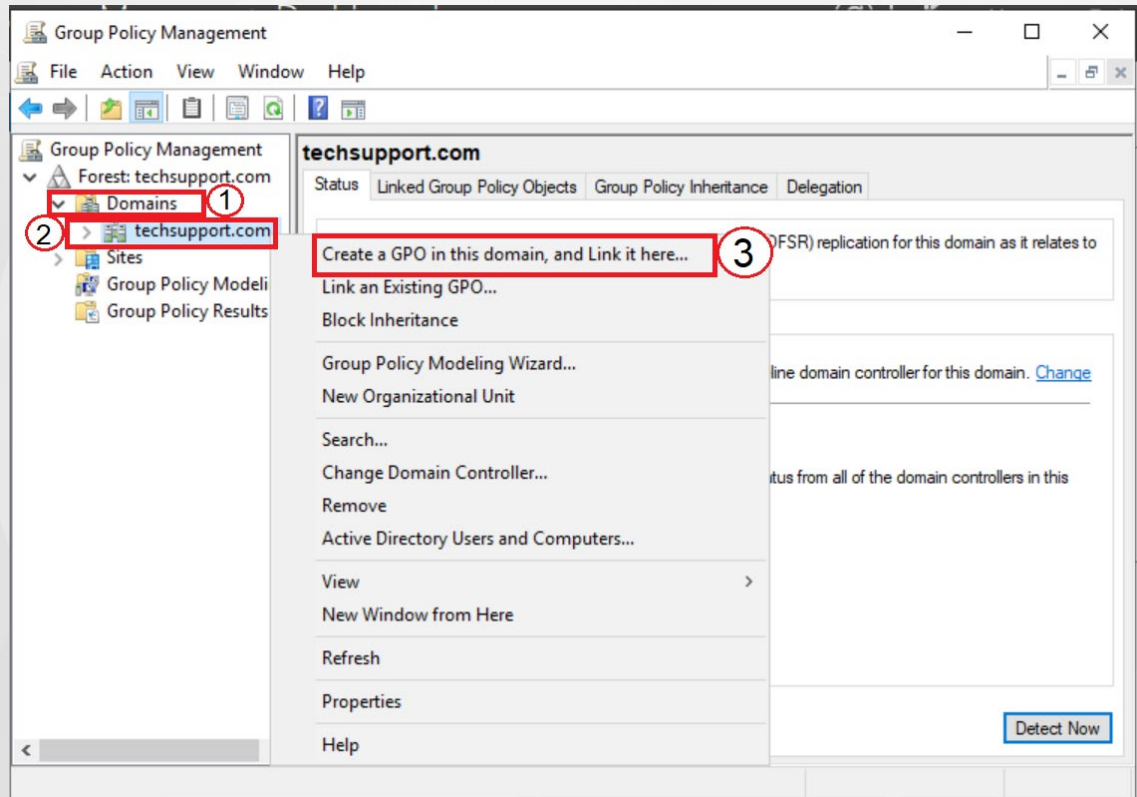 Group Policy Management
File Action View Window Help
Group Policy Management
Forest: techsupport.com
Domains
1
2
techsupport.com
Sites
Group Policy Modeli
Group Policy Results
techsupport.com
Status Linked Group Policy Objects Group Policy Inheritance Delegation
DFSR) replication for this domain as it relates to
line domain controller for this domain. Change
tus from all of the domain controllers in this
Detect Now
Create a GPO in this domain, and Link it here...
3
Link an Existing GPO...
Block Inheritance
Group Policy Modeling Wizard...
New Organizational Unit
Search...
Change Domain Controller...
Remove
Active Directory Users and Computers...
View
New Window from Here
Refresh
Properties
Help